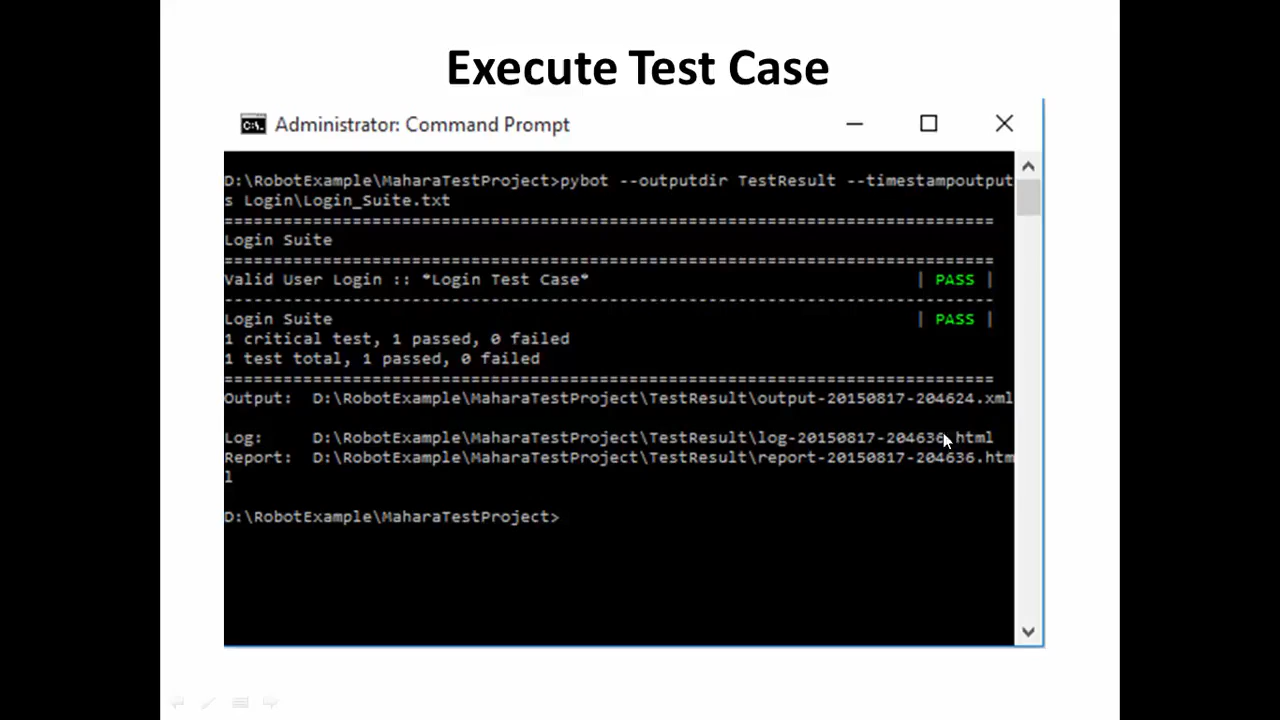 Execute Test Case
Administrator: Command Prompt
D:\RobotExample\MaharaTestProject>pybot --outputdir TestResult --timestampoutput
s Login\Login_Suite.txt
==============================================================================
Login Suite
==============================================================================
Valid User Login :: *Login Test Case* | PASS |
------------------------------------------------------------------------------
Login Suite | PASS |
1 critical test, 1 passed, 0 failed
1 test total, 1 passed, 0 failed
==============================================================================
Output: D:\RobotExample\MaharaTestProject\TestResult\output-20150817-204624.xml
Log: D:\RobotExample\MaharaTestProject\TestResult\log-20150817-204636.html
Report: D:\RobotExample\MaharaTestProject\TestResult\report-20150817-204636.htm
l
D:\RobotExample\MaharaTestProject>